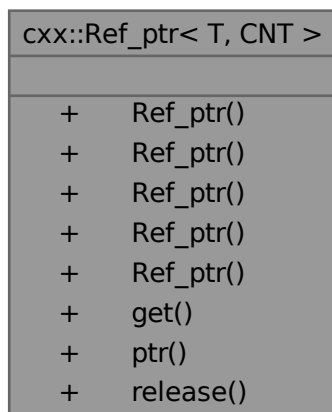 cxx::Ref_ptr< T, CNT >
+ Ref_ptr()
+ Ref_ptr()
+ Ref_ptr()
+ Ref_ptr()
+ Ref_ptr()
+ get()
+ ptr()
+ release()